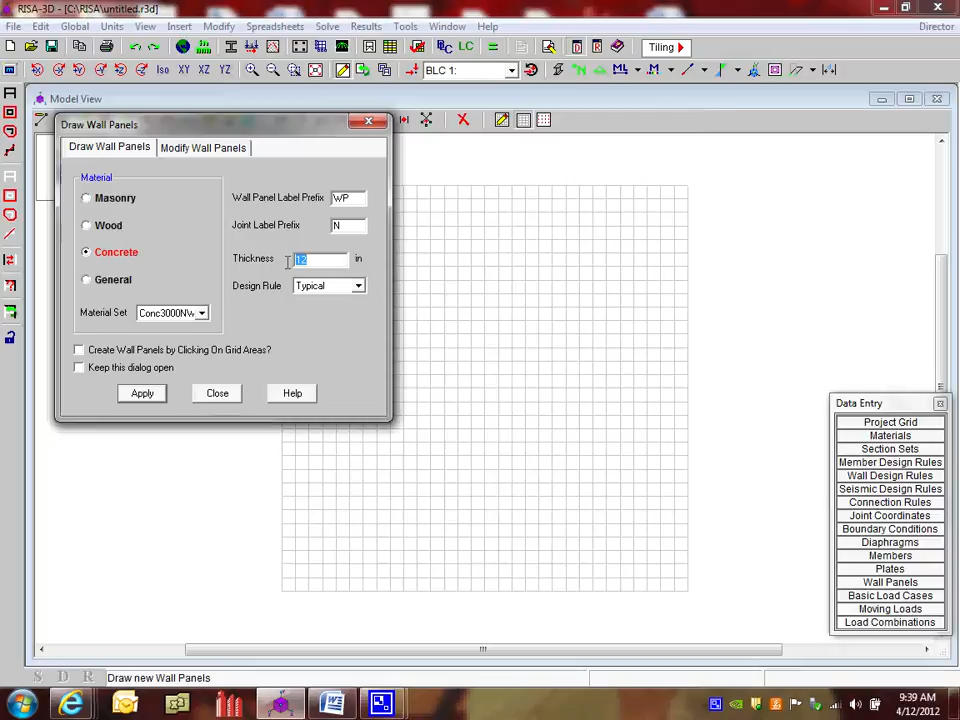 RISA-3D - [C:\RISA\untitled.r3d]
File Edit Global Units View Insert Modify Spreadsheets Solve Results Tools Window Help Director
LC Tiling
Iso XY XZ YZ BLC 1: ML M
Model View
Draw Wall Panels
Draw Wall Panels Modify Wall Panels
Material
Masonry
Wood
Concrete
General
Material Set Conc3000NW
Wall Panel Label Prefix WP
Joint Label Prefix N
Thickness 12 in
Design Rule Typical
Create Wall Panels by Clicking On Grid Areas?
Keep this dialog open
Apply Close Help
Data Entry
Project Grid
Materials
Section Sets
Member Design Rules
Wall Design Rules
Seismic Design Rules
Connection Rules
Joint Coordinates
Boundary Conditions
Diaphragms
Members
Plates
Wall Panels
Basic Load Cases
Moving Loads
Load Combinations
S D R Draw new Wall Panels
9:39 AM
4/12/2012